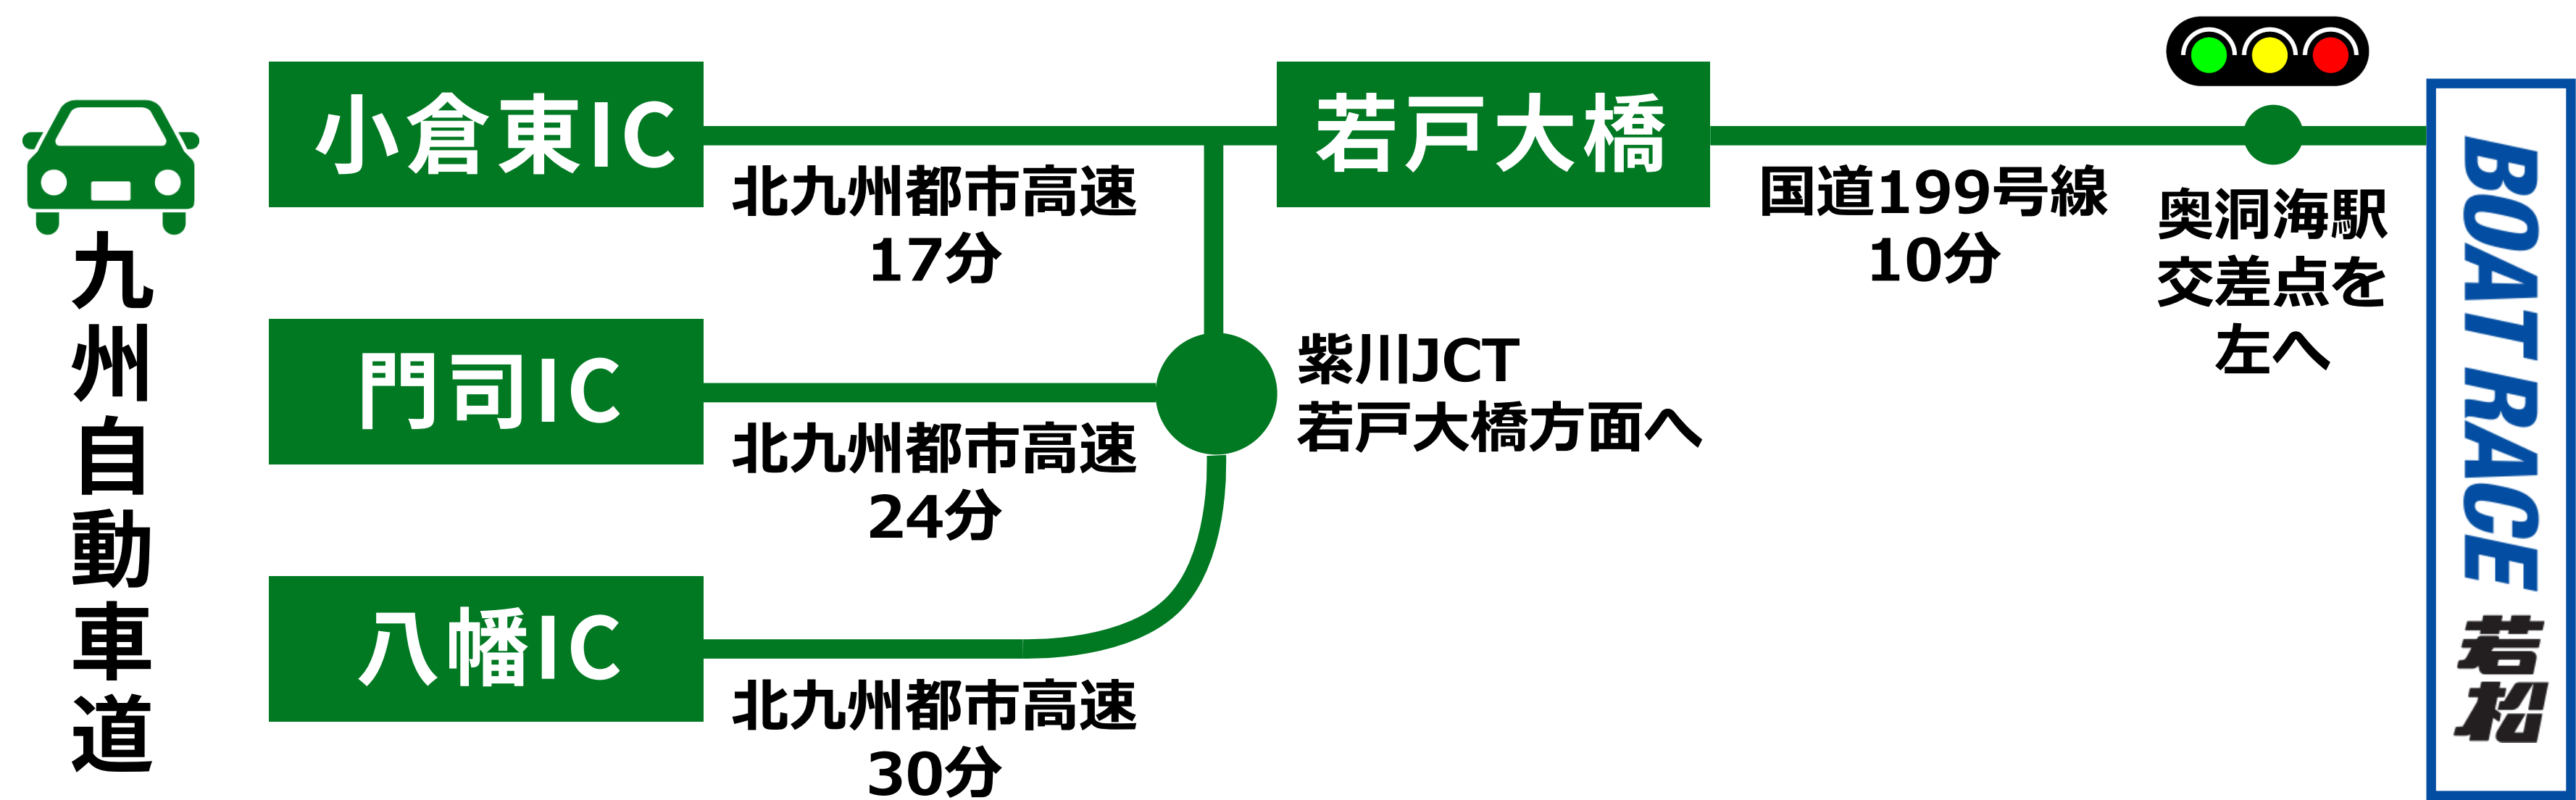 九州自動車道
小倉東IC
北九州都市高速
17分
門司IC
北九州都市高速
24分
八幡IC
北九州都市高速
30分
紫川JCT
若戸大橋方面へ
若戸大橋
国道199号線
10分
奥洞海駅
交差点を
左へ
BOAT RACE 若松